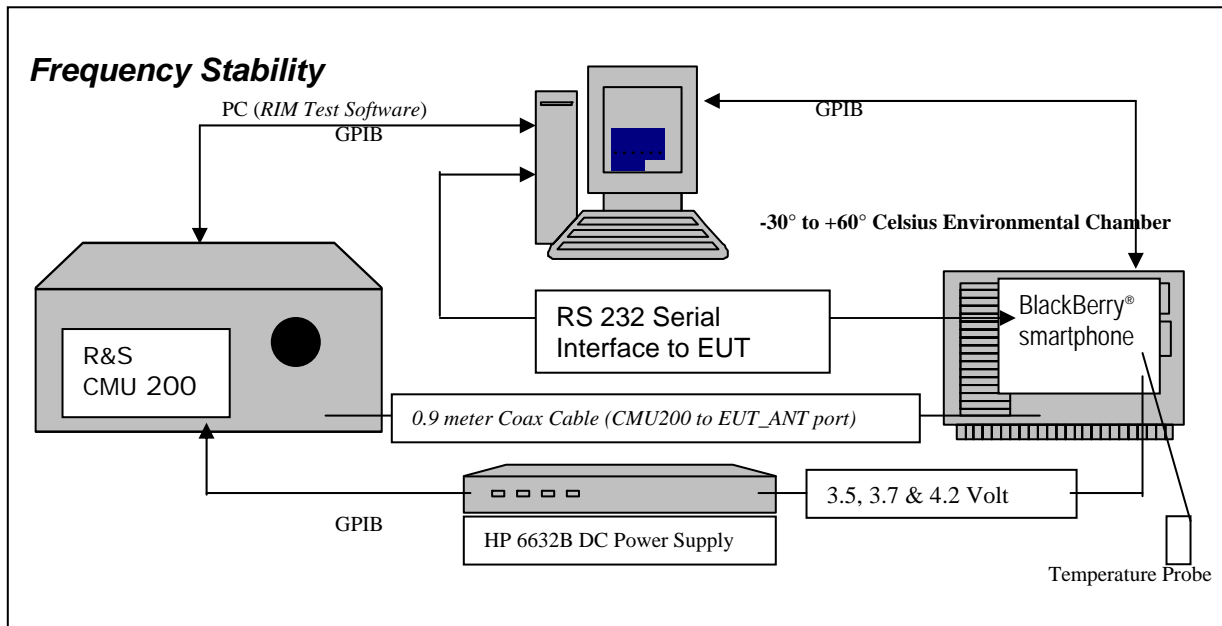 Frequency Stability
PC (RIM Test Software)
GPIB
GPIB
-30° to +60° Celsius Environmental Chamber
RS 232 Serial
Interface to EUT
BlackBerry®
smartphone
R&S
CMU 200
0.9 meter Coax Cable (CMU200 to EUT_ANT port)
3.5, 3.7 & 4.2 Volt
GPIB
HP 6632B DC Power Supply
Temperature Probe